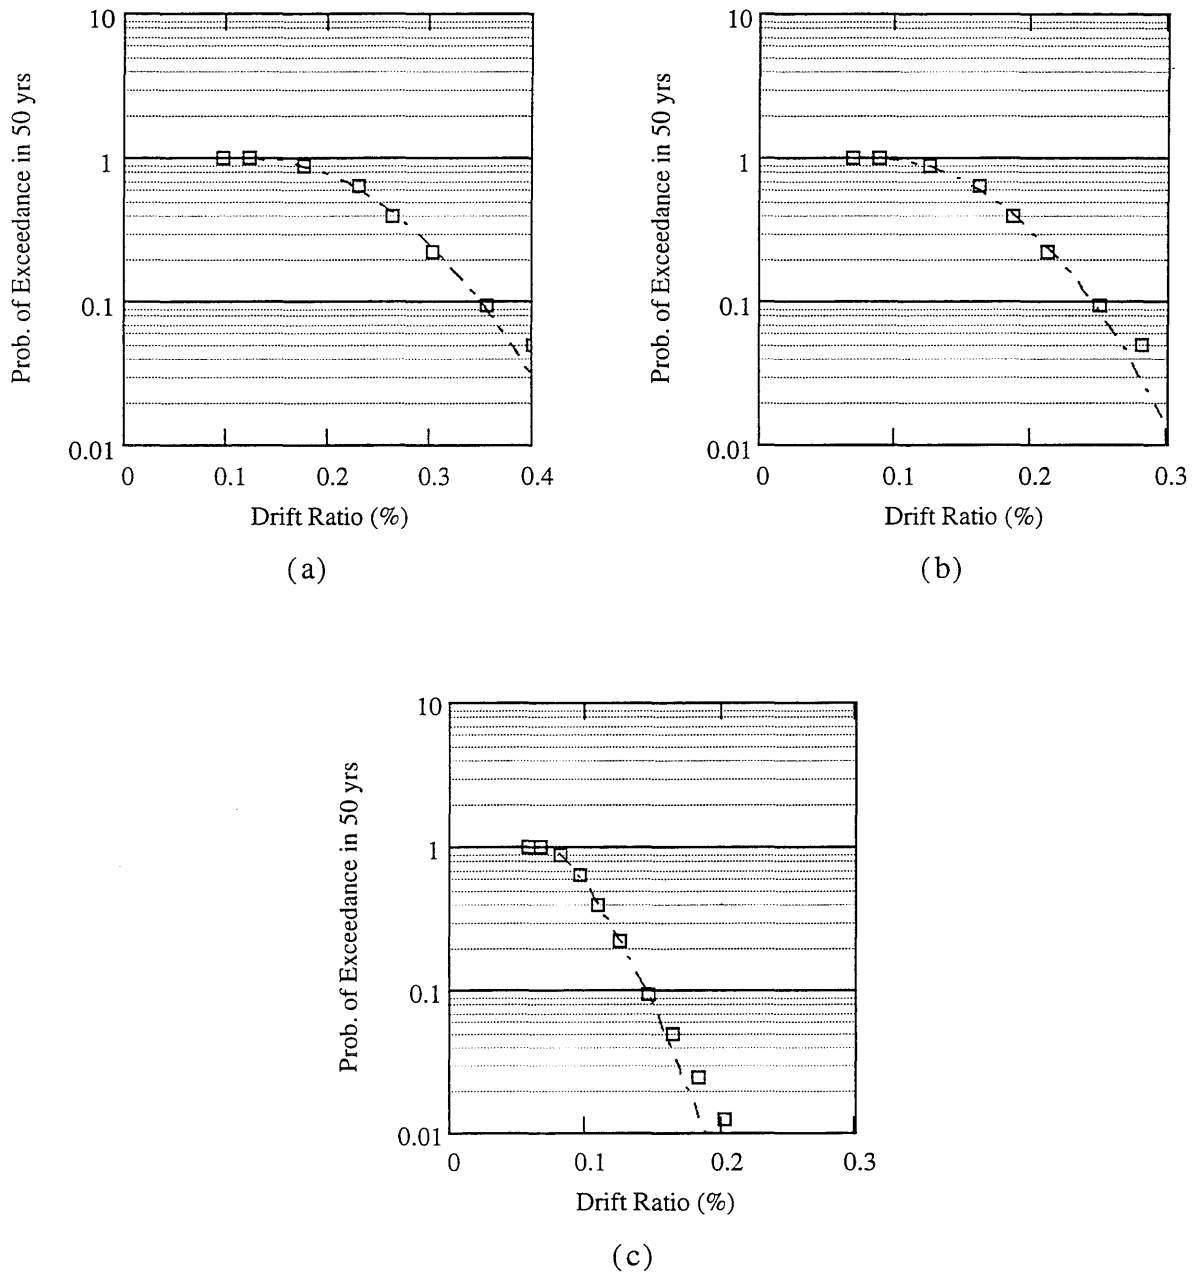 Prob. of Exceedance in 50 yrs
10
1
0.1
0.01
0 0.1 0.2 0.3 0.4
Drift Ratio (%)
(a)
Prob. of Exceedance in 50 yrs
10
1
0.1
0.01
0 0.1 0.2 0.3
Drift Ratio (%)
(b)
Prob. of Exceedance in 50 yrs
10
1
0.1
0.01
0 0.1 0.2 0.3
Drift Ratio (%)
(c)